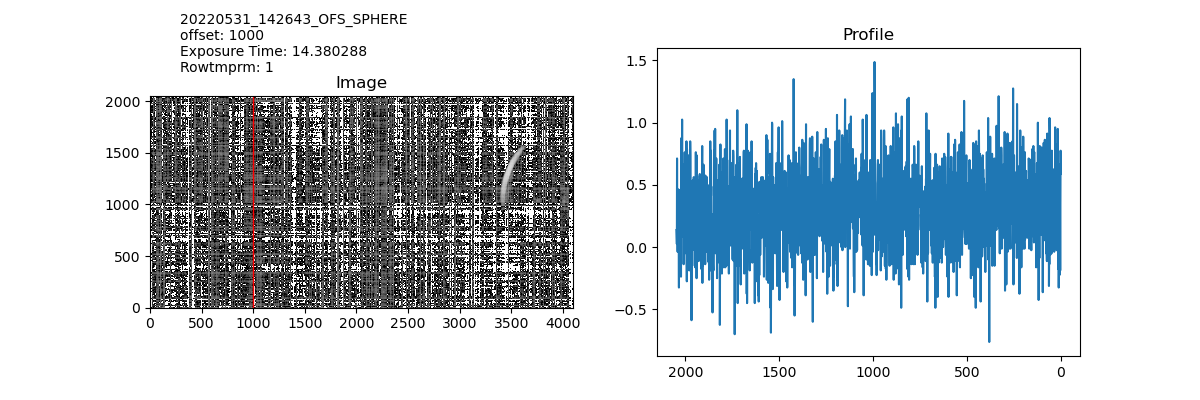 20220531_142643_OFS_SPHERE
offset: 1000
Exposure Time: 14.380288
Rowtmprm: 1
Image
2000
1500
1000
500
0
0 500 1000 1500 2000 2500 3000 3500 4000
Profile
1.5
1.0
0.5
0.0
−0.5
2000 1500 1000 500 0